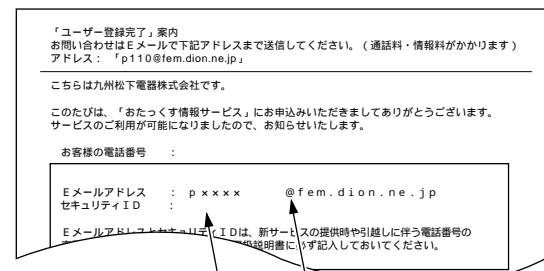 「ユーザー登録完了」案内
お問い合わせはＥメールで下記アドレスまで送信してください。（通話料・情報料がかかります）
アドレス： 「p110@fem.dion.ne.jp」
こちらは九州松下電器株式会社です。
このたびは、「おたっくす情報サービス」にお申込みいただきましてありがとうございます。
サービスのご利用が可能になりましたので、お知らせいたします。
お客様の電話番号 ：
Ｅメールアドレス ： p×××× @fem.dion.ne.jp
セキュリティＩＤ ：
ＥメールアドレスとセキュリティＩＤは、新サービスの提供時や引越しに伴う電話番号の
説明書に必ず記入しておいてください。